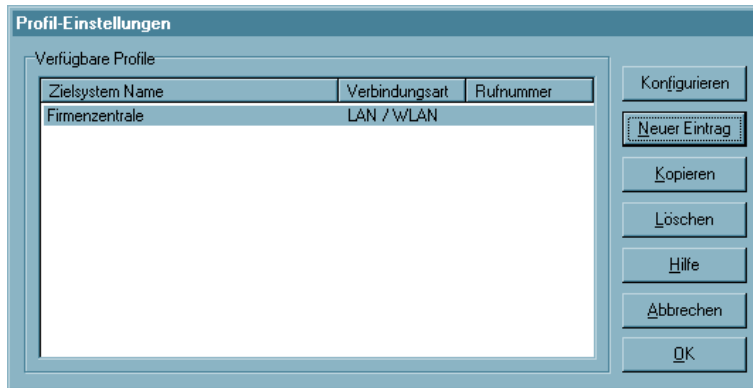 Profil-Einstellungen
Verfügbare Profile
Zielsystem Name Verbindungsart Rufnummer
Firmenzentrale LAN / WLAN
Konfigurieren
Neuer Eintrag
Kopieren
Löschen
Hilfe
Abbrechen
OK